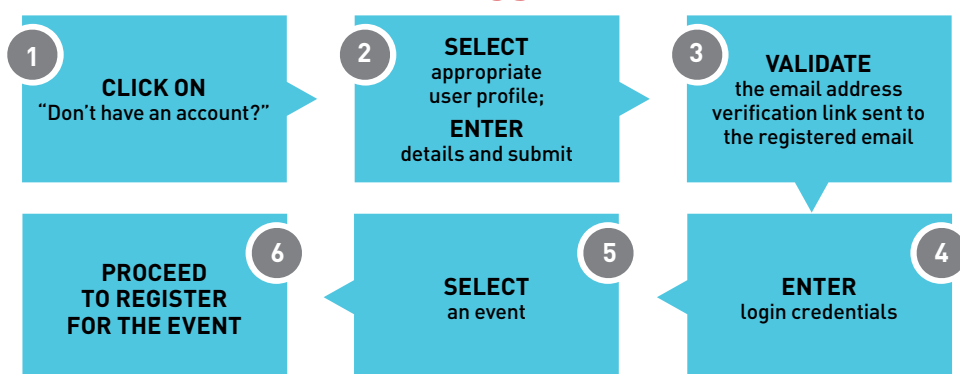 1
CLICK ON
“Don’t have an account?”
2
SELECT
appropriate
user profile;
ENTER
details and submit
3
VALIDATE
the email address
verification link sent to
the registered email
4
ENTER
login credentials
5
SELECT
an event
6
PROCEED
TO REGISTER
FOR THE EVENT